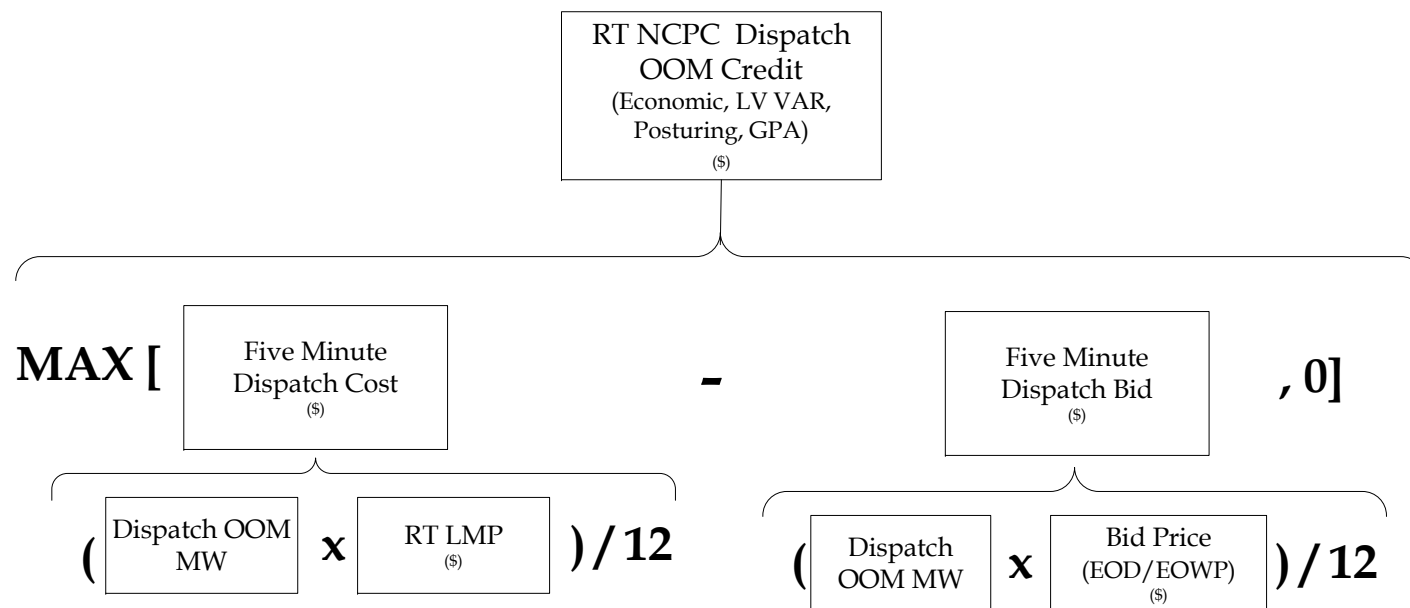 RT NCPC Dispatch
OOM Credit
(Economic, LV VAR,
Posturing, GPA)
($)
MAX [
Five Minute
Dispatch Cost
($)
-
Five Minute
Dispatch Bid
($)
, 0]
(
Dispatch OOM
MW
x
RT LMP
($)
) / 12
(
Dispatch
OOM MW
x
Bid Price
(EOD/EOWP)
($)
) / 12